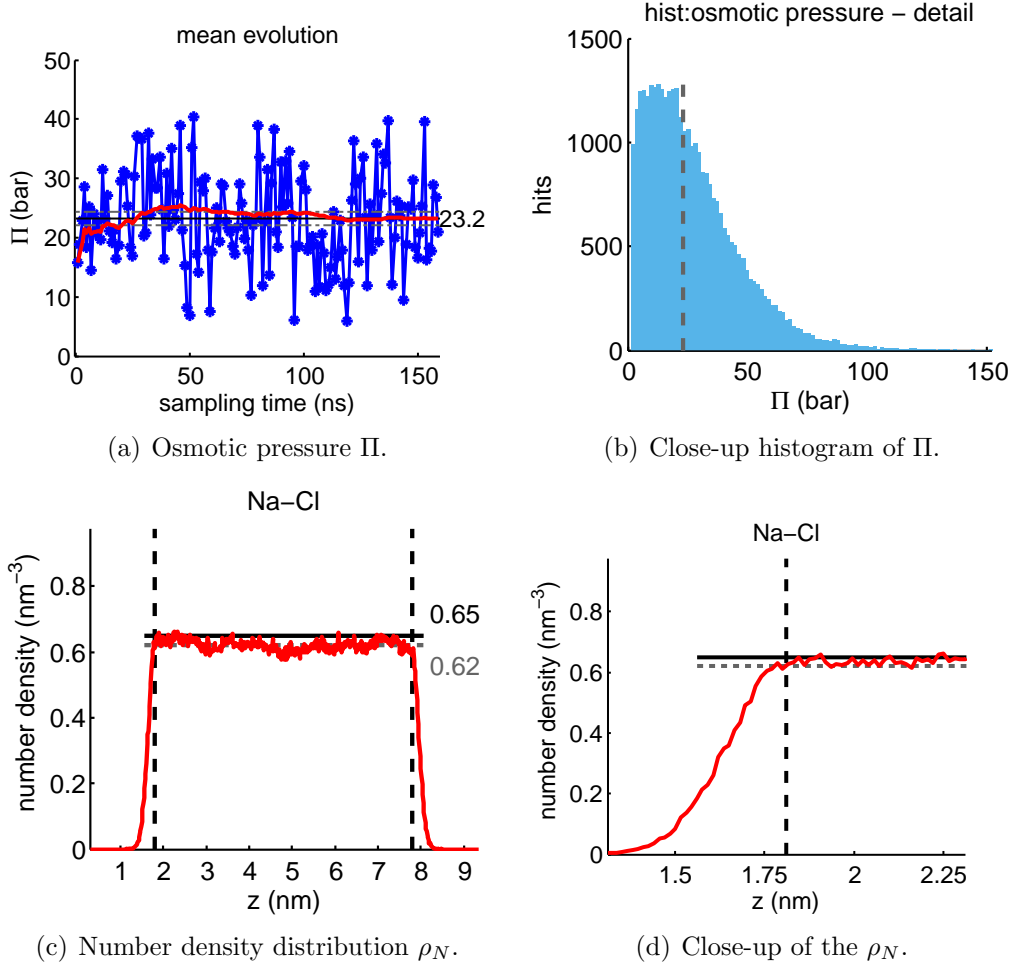 mean evolution
50
40
30
20
10
0
Π (bar)
23.2
0
50
100
150
sampling time (ns)
(a) Osmotic pressure Π.
hist:osmotic pressure − detail
1500
1000
500
0
hits
0
50
100
150
Π (bar)
(b) Close-up histogram of Π.
Na−Cl
0.8
0.6
0.4
0.2
0
number density (nm⁻³)
0.65
0.62
1
2
3
4
5
6
7
8
9
z (nm)
(c) Number density distribution ρ_N.
Na−Cl
0.8
0.6
0.4
0.2
0
number density (nm⁻³)
1.5
1.75
2
2.25
z (nm)
(d) Close-up of the ρ_N.